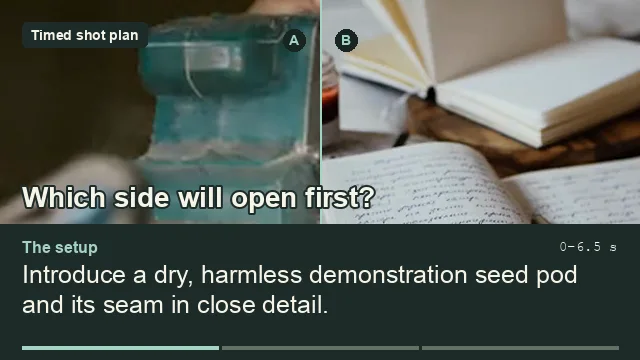 Timed shot plan
A
B
Which side will open first?
The setup
0–6.5 s
Introduce a dry, harmless demonstration seed pod
and its seam in close detail.